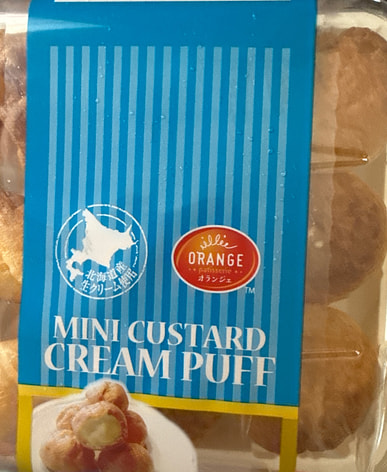 北海道産
生クリーム使用
ORANGE
patisserie
オランジェ
TM
MINI CUSTARD
CREAM PUFF